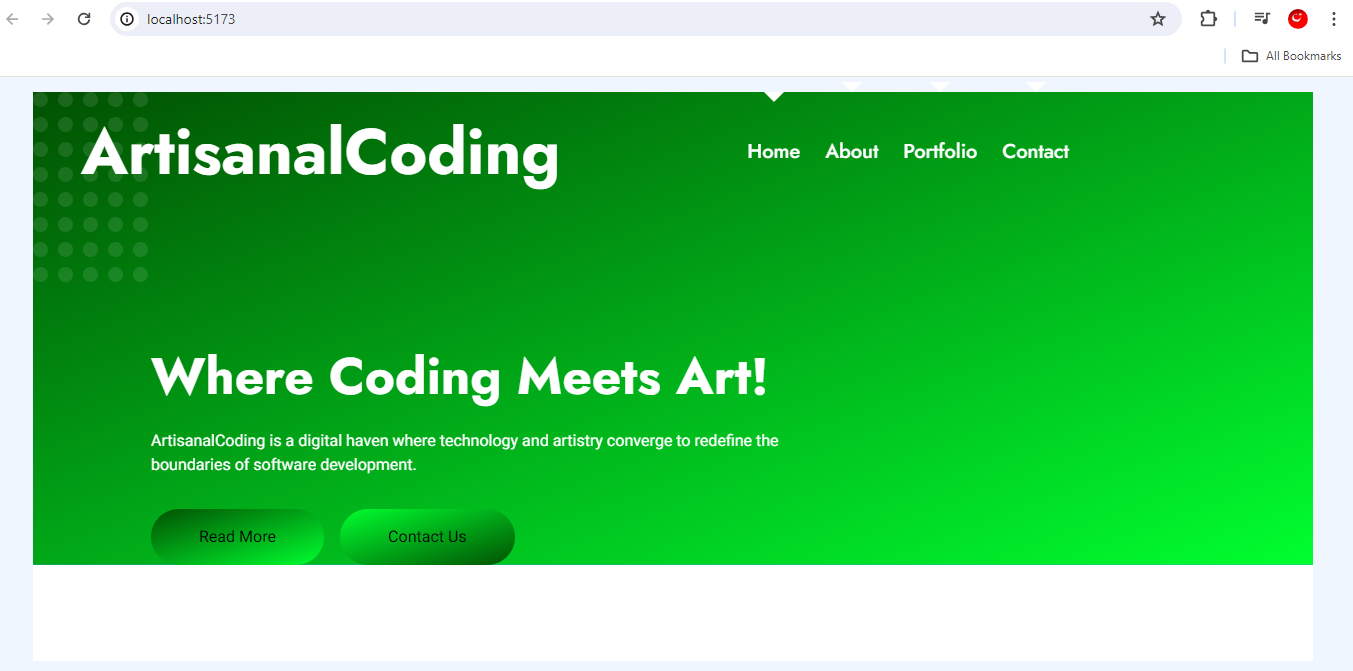 localhost:5173
All Bookmarks
ArtisanalCoding
Home About Portfolio Contact
Where Coding Meets Art!
ArtisanalCoding is a digital haven where technology and artistry converge to redefine the
boundaries of software development.
Read More Contact Us